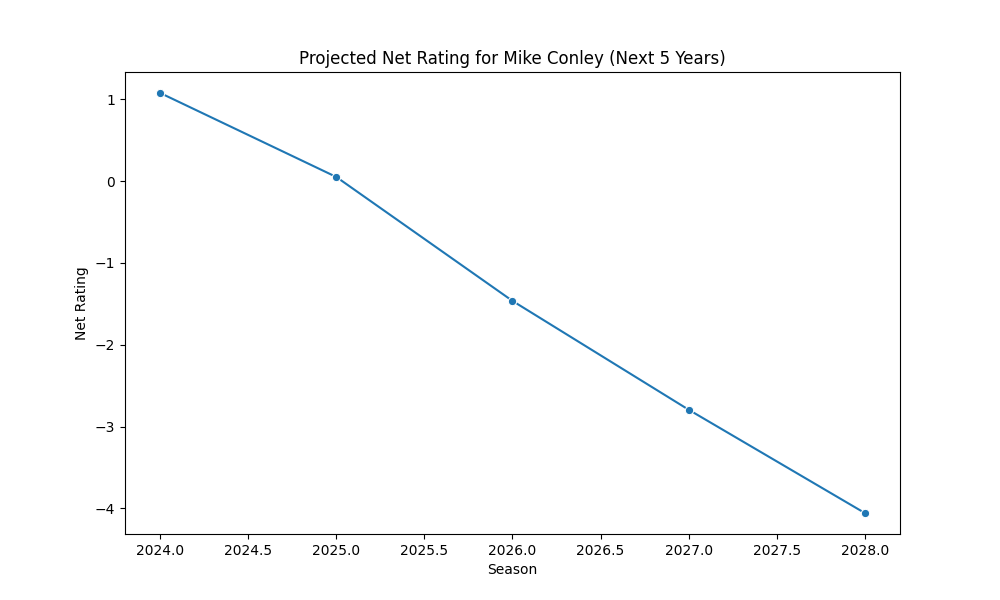 Projected Net Rating for Mike Conley (Next 5 Years)
1
0
−1
−2
−3
−4
Net Rating
2024.0 2024.5 2025.0 2025.5 2026.0 2026.5 2027.0 2027.5 2028.0
Season